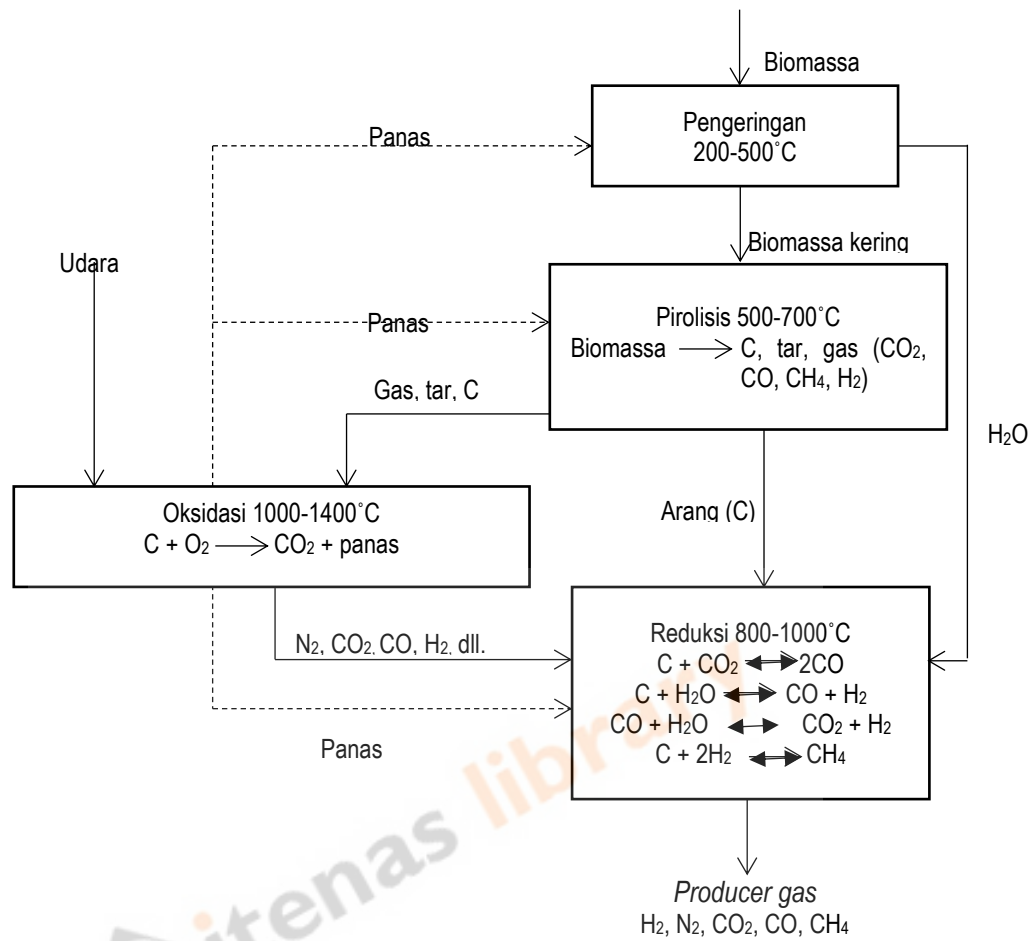 Biomassa
Pengeringan
200-500˚C
Panas
Biomassa kering
Udara
Pirolisis 500-700˚C
Biomassa → C, tar, gas (CO₂,
CO, CH₄, H₂)
Panas
Gas, tar, C
H₂O
Oksidasi 1000-1400˚C
C + O₂ → CO₂ + panas
Arang (C)
N₂, CO₂, CO, H₂, dll.
Reduksi 800-1000˚C
C + CO₂ ↔ 2CO
C + H₂O ↔ CO + H₂
CO + H₂O ↔ CO₂ + H₂
C + 2H₂ ↔ CH₄
Panas
Producer gas
H₂, N₂, CO₂, CO, CH₄
itenas library